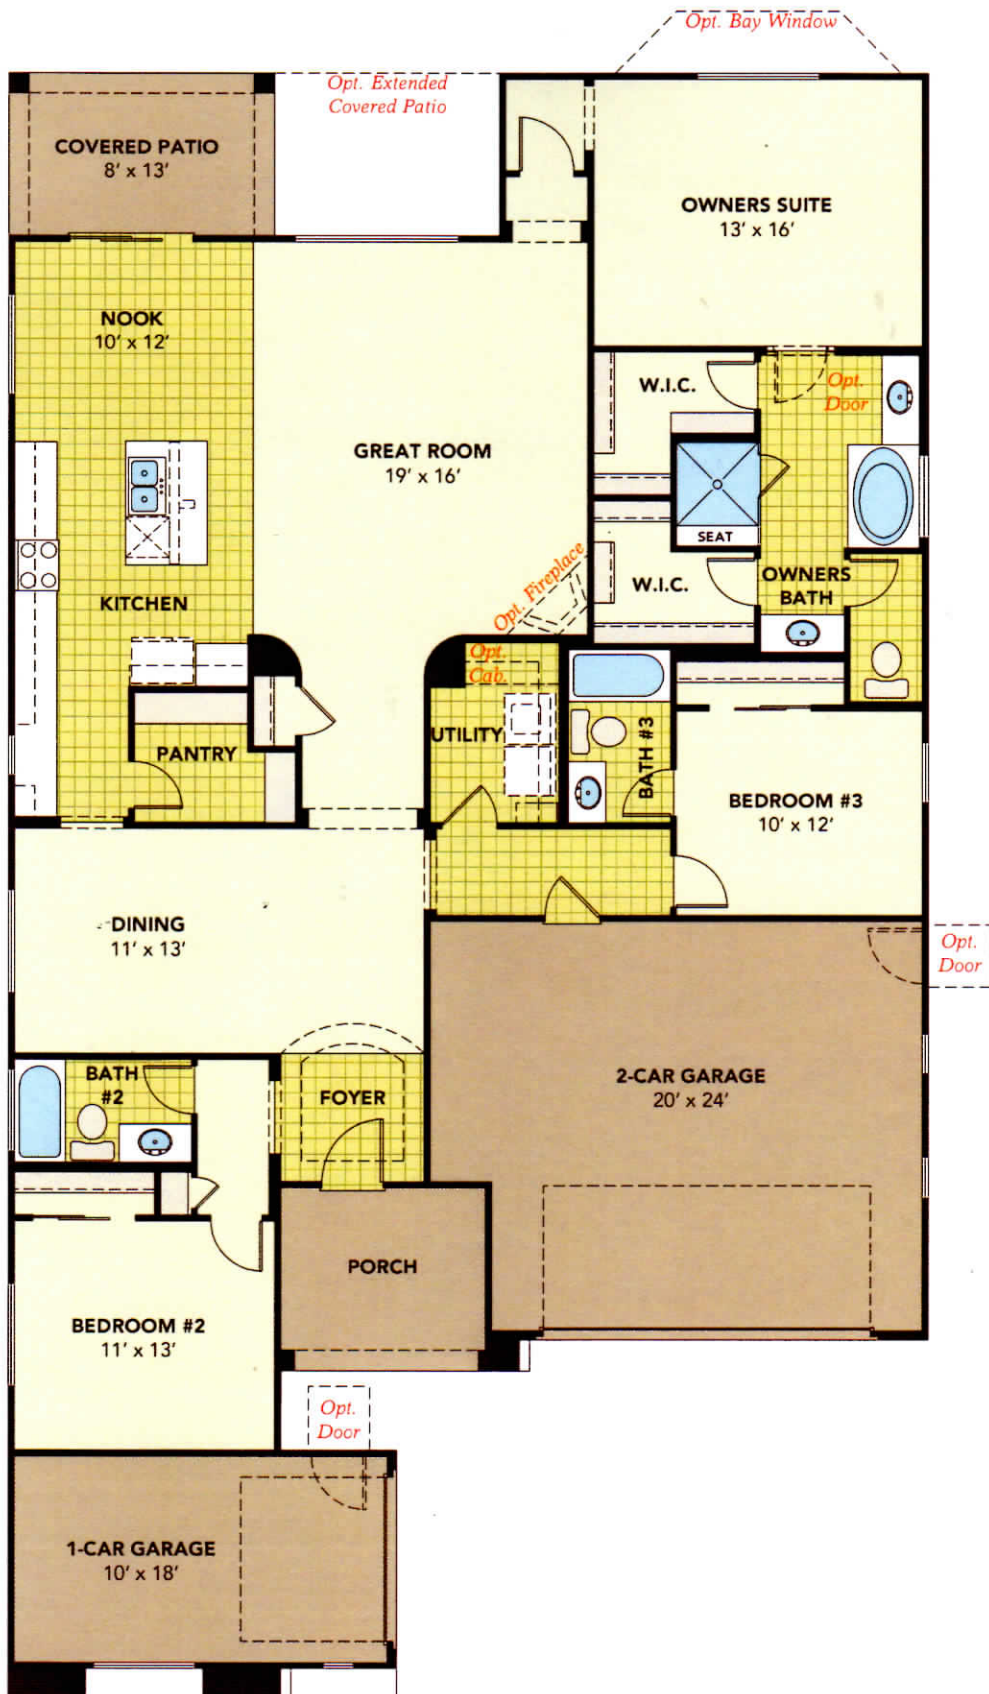 Opt. Bay Window
Opt. Extended
Covered Patio
COVERED PATIO
8' x 13'
OWNERS SUITE
13' x 16'
NOOK
10' x 12'
W.I.C.
Opt.
Door
GREAT ROOM
19' x 16'
SEAT
Opt. Fireplace
W.I.C.
OWNERS
BATH
KITCHEN
Opt.
Cab.
UTILITY
BATH #3
PANTRY
BEDROOM #3
10' x 12'
DINING
11' x 13'
Opt.
Door
BATH
#2
FOYER
2-CAR GARAGE
20' x 24'
PORCH
BEDROOM #2
11' x 13'
Opt.
Door
1-CAR GARAGE
10' x 18'